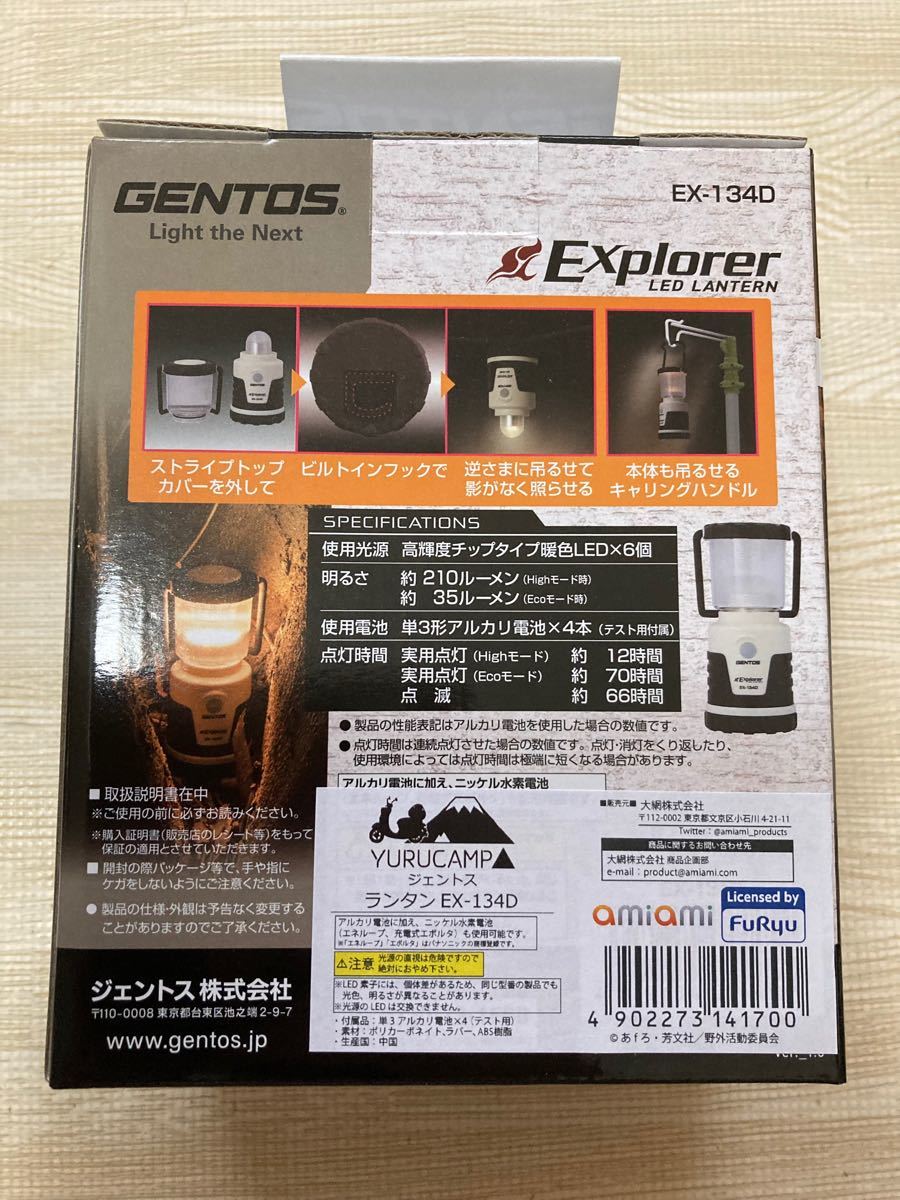 GENTOS®
Light the Next
EX-134D
Explorer
LED LANTERN
ストライプトップ
カバーを外して
ビルトインフックで
逆さまに吊るせて
影がなく照らせる
本体も吊るせる
キャリングハンドル
SPECIFICATIONS
使用光源 高輝度チップタイプ暖色LED×6個
明るさ 約 210ルーメン(Highモード時)
約 35ルーメン(Ecoモード時)
使用電池 単3形アルカリ電池×4本 (テスト用付属)
点灯時間 実用点灯 (Highモード) 約 12時間
実用点灯 (Ecoモード) 約 70時間
点 滅 約 66時間
GENTOS
Explorer
EX-134D
GENTOS
●製品の性能表記はアルカリ電池を使用した場合の数値です。
●点灯時間は連続点灯させた場合の数値です。点灯・消灯をくり返したり、
使用環境によっては点灯時間は極端に短くなる場合があります。
アルカリ電池に加え、ニッケル水素電池
■取扱説明書在中
※ご使用の前に必ずお読みください。
※購入証明書(販売店のレシート等)をもって
保証の適用とさせていただきます。
■開封の際パッケージ等で、手や指に
ケガをしないようにご注意ください。
●製品の仕様・外観は予告なく変更する
ことがありますのでご了承ください。
ジェントス株式会社
〒110-0008 東京都台東区池之端 2-9-7
www.gentos.jp
YURUCAMP
ジェントス
ランタン EX-134D
アルカリ電池に加え、ニッケル水素電池
(エネループ、充電式エボルタ) も使用可能です。
※「エネループ」「エボルタ」はパナソニックの商標登録です。
⚠注意 光源の直視は危険ですので
絶対におやめ下さい。
※LED 素子には、個体差があるため、同じ型番の製品でも
光色、明るさが異なることがあります。
※光源の LED は交換できません。
・付属品:単3アルカリ電池×4 (テスト用)
・素材:ポリカーボネイト、ラバー、ABS樹脂
・生産国:中国
■販売元■ 大網株式会社
〒112-0002 東京都文京区小石川 4-21-11
Twitter:@amiami_products
商品に関するお問い合わせ先
大網株式会社 商品企画部
e-mail:product@amiami.com
amiami
Licensed by
FuRyu
4 902273 141700
©あfろ・芳文社/野外活動委員会